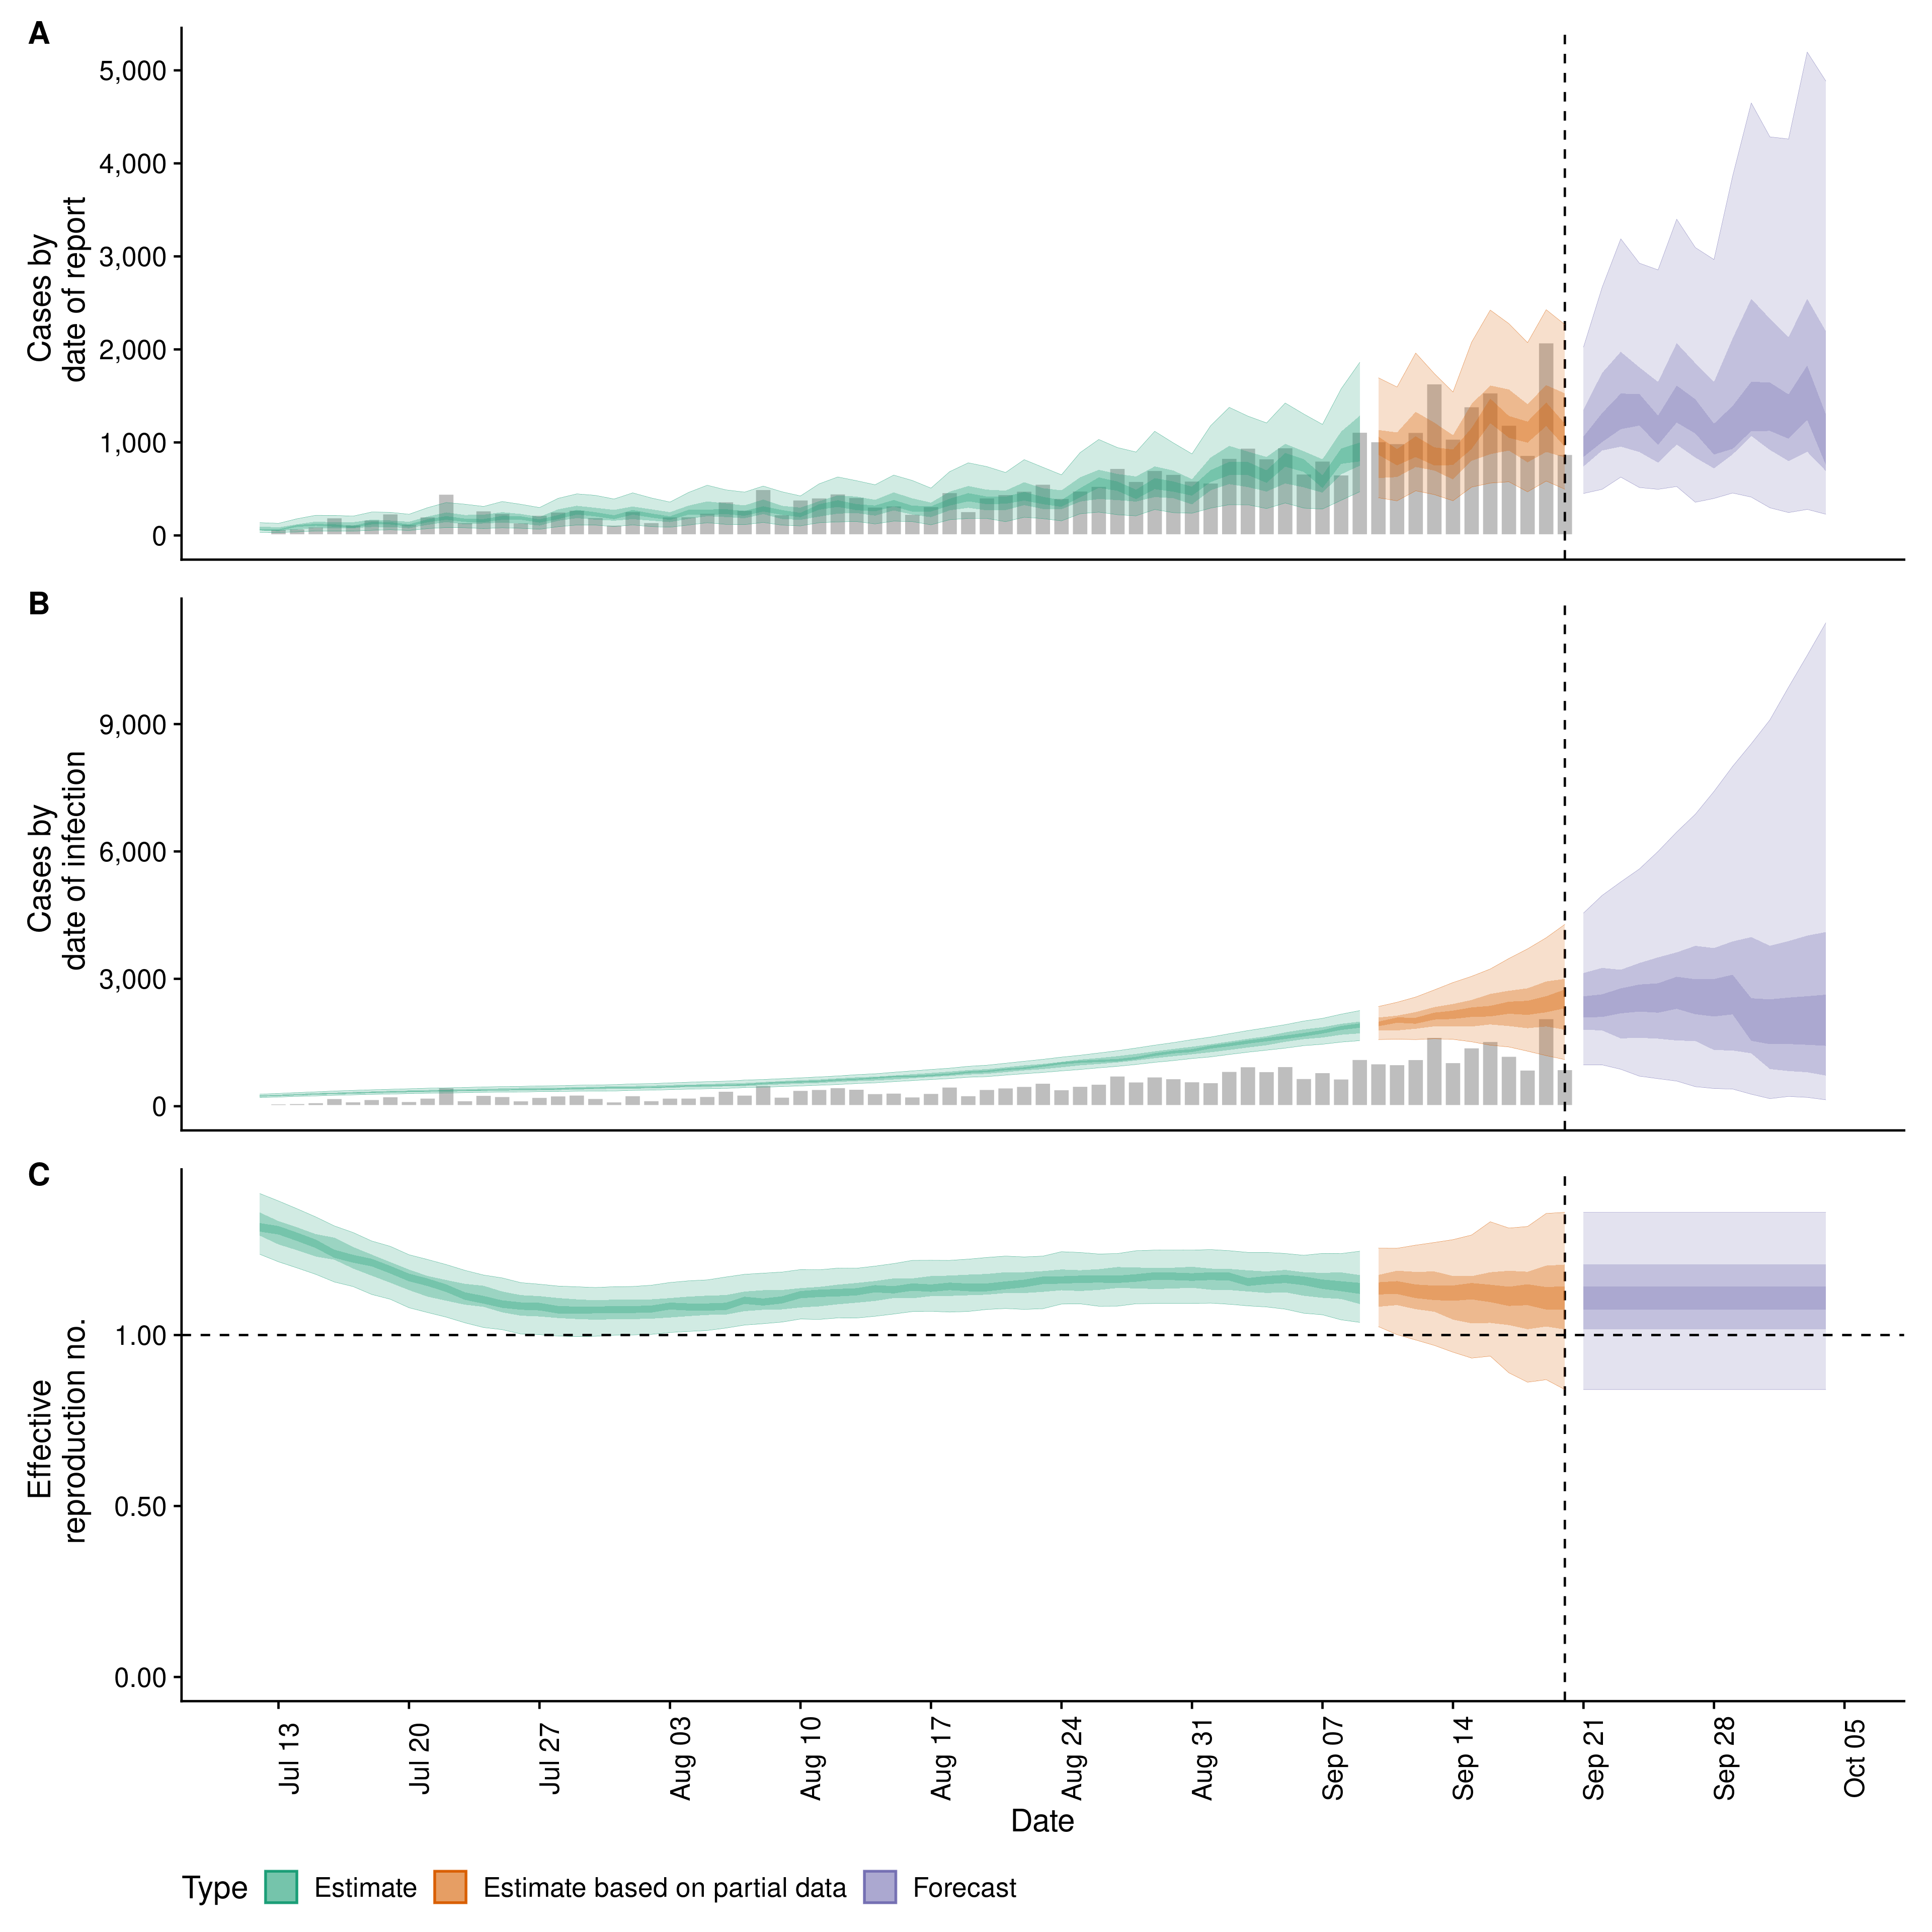 A
Cases by
date of report
5,000
4,000
3,000
2,000
1,000
0
B
Cases by
date of infection
9,000
6,000
3,000
0
C
Effective
reproduction no.
1.00
0.50
0.00
Jul 13
Jul 20
Jul 27
Aug 03
Aug 10
Aug 17
Aug 24
Aug 31
Sep 07
Sep 14
Sep 21
Sep 28
Oct 05
Date
Type Estimate Estimate based on partial data Forecast